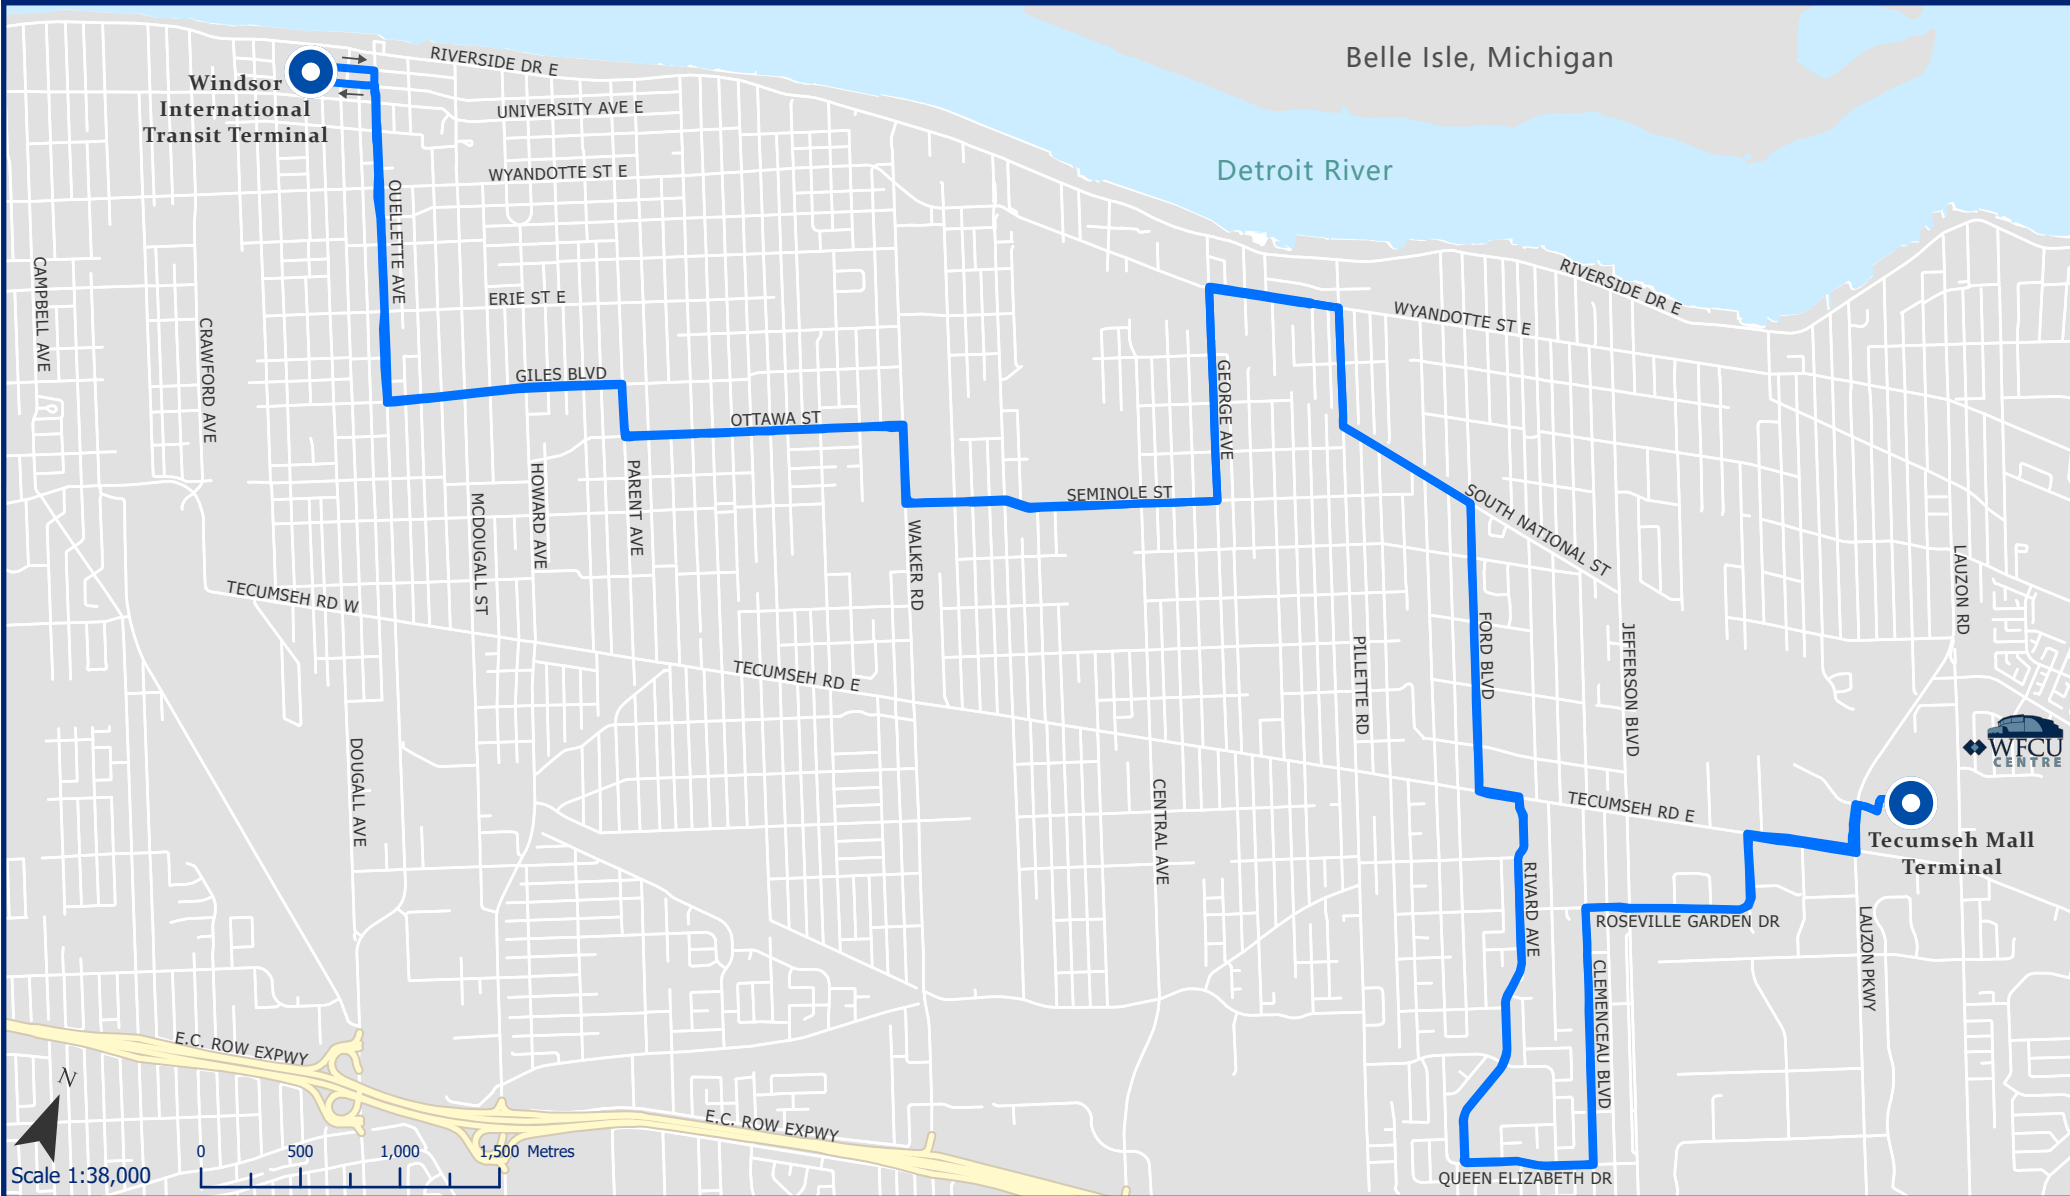 Belle Isle, Michigan
RIVERSIDE DR E
Windsor
International
Transit Terminal
UNIVERSITY AVE E
WYANDOTTE ST E
Detroit River
OUELLETTE AVE
CAMPBELL AVE
CRAWFORD AVE
ERIE ST E
RIVERSIDE DR E
WYANDOTTE ST E
GILES BLVD
OTTAWA ST
GEORGE AVE
HOWARD AVE
PARENT AVE
MCDOUGALL ST
SEMINOLE ST
WALKER RD
SOUTH NATIONAL ST
LAUZON RD
TECUMSEH RD W
TECUMSEH RD E
PILLETTE RD
FORD BLVD
JEFFERSON BLVD
WFCU
CENTRE
DOUGALL AVE
CENTRAL AVE
TECUMSEH RD E
Tecumseh Mall
Terminal
RIVARD AVE
ROSEVILLE GARDEN DR
LAUZON PKWY
CLEMENCEAU BLVD
E.C. ROW EXPWY
E.C. ROW EXPWY
QUEEN ELIZABETH DR
N
0 500 1,000 1,500 Metres
Scale 1:38,000